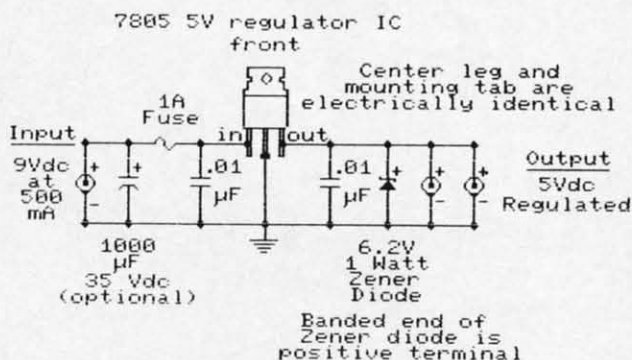 7805 5V regulator IC
front
Center leg and
mounting tab are
electrically identical
1A
Fuse
in
out
Input
9Vdc
at
500
mA
+
-
+
.01
µF
.01
µF
+
+
-
+
-
Output
5Vdc
Regulated
1000
µF
35 Vdc
(optional)
6.2V
1 Watt
Zener
Diode
Banded end of
Zener diode is
positive terminal